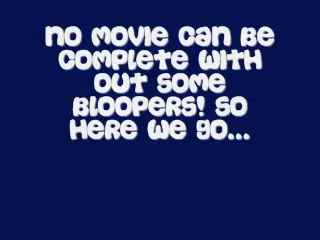 No movie can be
complete with
out some
bloopers! So
here we go...